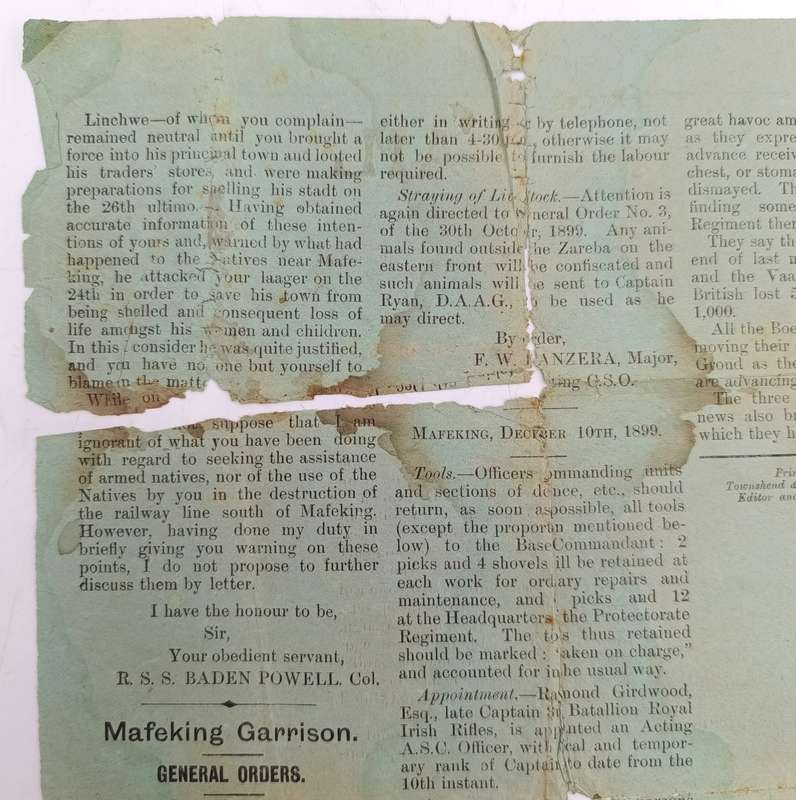 Linchwe—of whom you complain—
remained neutral until you brought a
force into his principal town and looted
his traders' stores, and were making
preparations for shelling his stadt on
the 26th ultimo. Having obtained
accurate information of these inten-
tions of yours and, warned by what had
happened to the Natives near Mafe-
king, he attacked your laager on the
24th in order to save his town from
being shelled and consequent loss of
life amongst his women and children.
In this I consider he was quite justified,
and you have no one but yourself to
blame in the
While
suppose that I am
ignorant of what you have been doing
with regard to seeking the assistance
of armed natives, nor of the use of the
Natives by you in the destruction of
the railway line south of Mafeking.
However, having done my duty in
briefly giving you warning on these
points, I do not propose to further
discuss them by letter.
I have the honour to be,
Sir,
Your obedient servant,
R. S. S. BADEN POWELL, Col.
Mafeking Garrison.
GENERAL ORDERS.
either in writing or by telephone, not
later than 4-30 otherwise it may
not be possible to furnish the labour
required.
Straying of Live Stock.—Attention is
again directed to General Order No. 3,
of the 30th October, 1899. Any ani-
mals found outside the Zareba on the
eastern front will be confiscated and
such animals will be sent to Captain
Ryan, D.A.A.G., to be used as he
may direct.
By order,
F. W. PANZERA, Major,
C.S.O.
MAFEKING, DECEMBER 10TH, 1899.
Tools.—Officers commanding units
and sections of defence, etc., should
return, as soon as possible, all tools
(except the proportion mentioned be-
low) to the Base Commandant: 2
picks and 4 shovels will be retained at
each work for ordinary repairs and
maintenance, and picks and 12
at the Headquarters the Protectorate
Regiment. The tools thus retained
should be marked: "taken on charge,"
and accounted for in the usual way.
Appointment.—Raymond Girdwood,
Esq., late Captain Batallion Royal
Irish Rifles, is appointed an Acting
A.S.C. Officer, with local and tempor-
ary rank of Captain to date from the
10th instant.
great havoc
as they
advance
chest, or
dismayed.
finding
Regiment
They say
end of last
and the
British lost
1,000.
All the
moving their
Ground as
are advancing
The three
news also
which they
Townshend &
Editor and